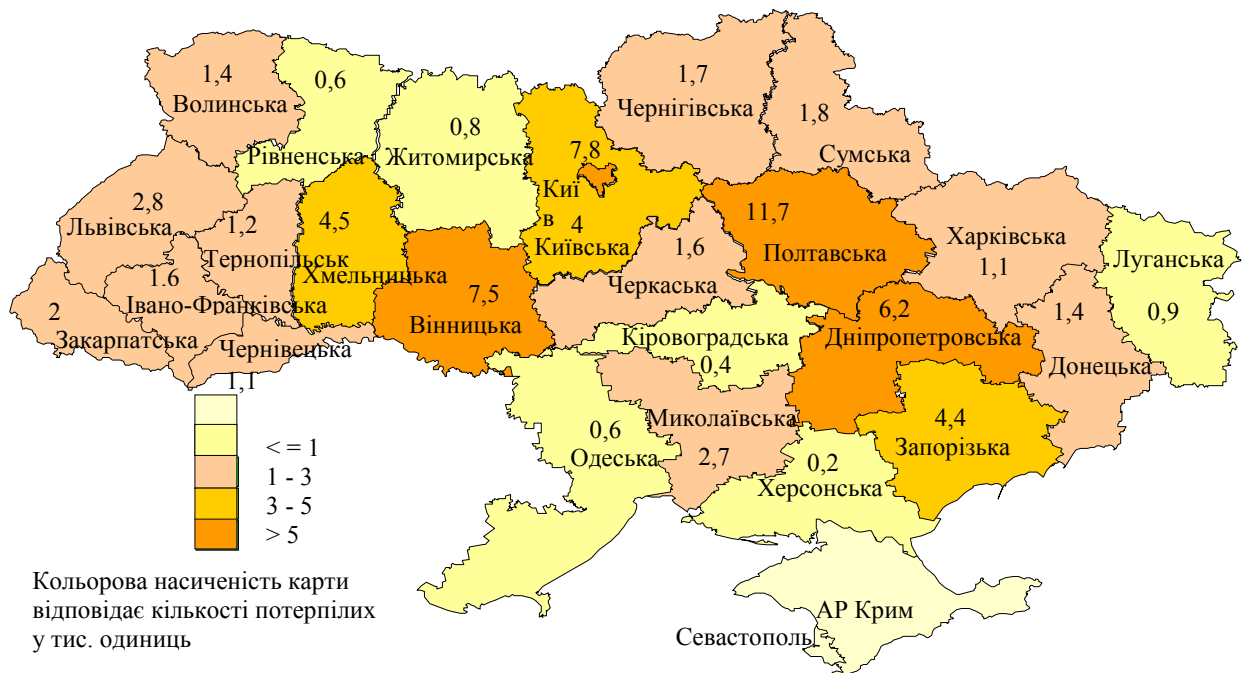 1,4
Волинська
0,6
Рівненська
0,8
Житомирська
7,8
Киї
в
4
Київська
1,7
Чернігівська
1,8
Сумська
2,8
Львівська
1,2
Тернопільськ
4,5
Хмельницька
1.6
Івано-Франківська
2
Закарпатська
Чернівецька
1,1
7,5
Вінницька
1,6
Черкаська
11,7
Полтавська
Харківська
1,1
Луганська
0,9
Кіровоградська
0,4
6,2
Дніпропетровська
1,4
Донецька
0,6
Одеська
Миколаївська
2,7
0,2
Херсонська
4,4
Запорізька
АР Крим
Севастополь
< = 1
1 - 3
3 - 5
> 5
Кольорова насиченість карти
відповідає кількості потерпілих
у тис. одиниць